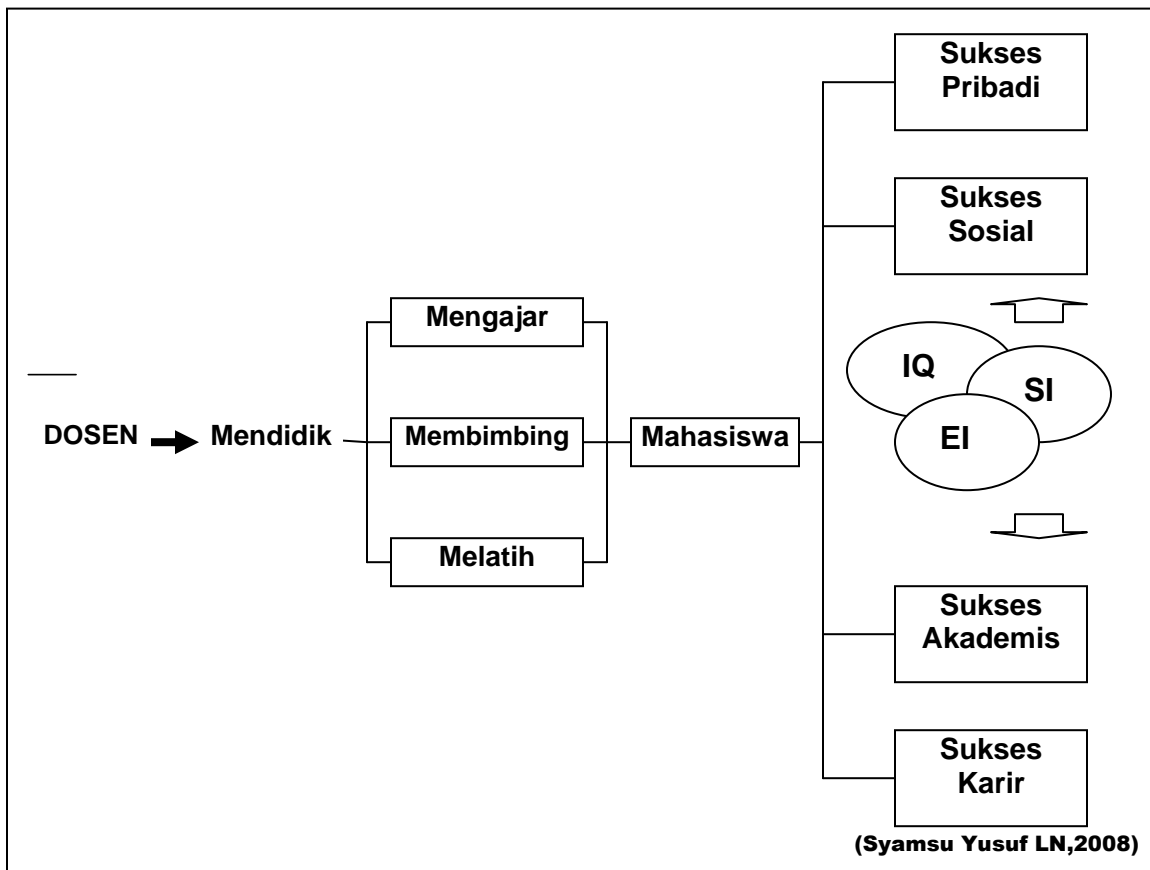 DOSEN
Mendidik
Mengajar
Membimbing
Melatih
Mahasiswa
Sukses
Pribadi
Sukses
Sosial
IQ
SI
EI
Sukses
Akademis
Sukses
Karir
(Syamsu Yusuf LN,2008)